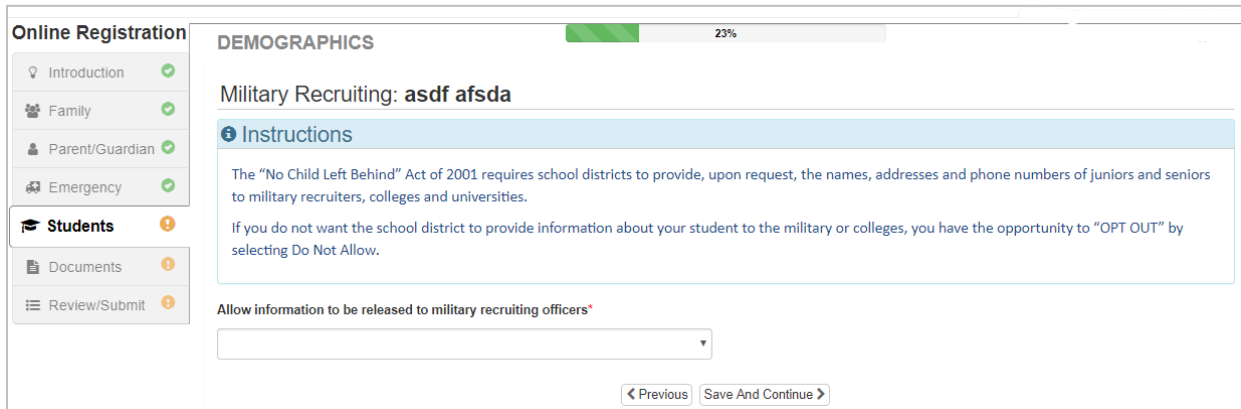 Online Registration
Introduction
Family
Parent/Guardian
Emergency
Students
Documents
Review/Submit
DEMOGRAPHICS
23%
Military Recruiting: asdf afsda
Instructions
The “No Child Left Behind” Act of 2001 requires school districts to provide, upon request, the names, addresses and phone numbers of juniors and seniors
to military recruiters, colleges and universities.
If you do not want the school district to provide information about your student to the military or colleges, you have the opportunity to “OPT OUT” by
selecting Do Not Allow.
Allow information to be released to military recruiting officers*
Previous
Save And Continue